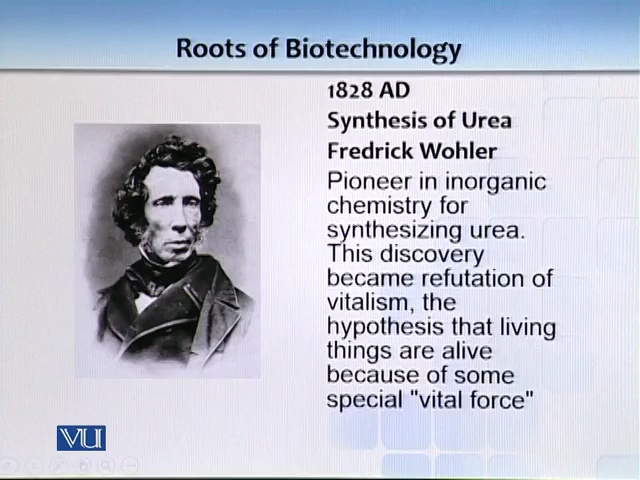 Roots of Biotechnology
1828 AD
Synthesis of Urea
Fredrick Wohler
Pioneer in inorganic
chemistry for
synthesizing urea.
This discovery
became refutation of
vitalism, the
hypothesis that living
things are alive
because of some
special "vital force"
VU